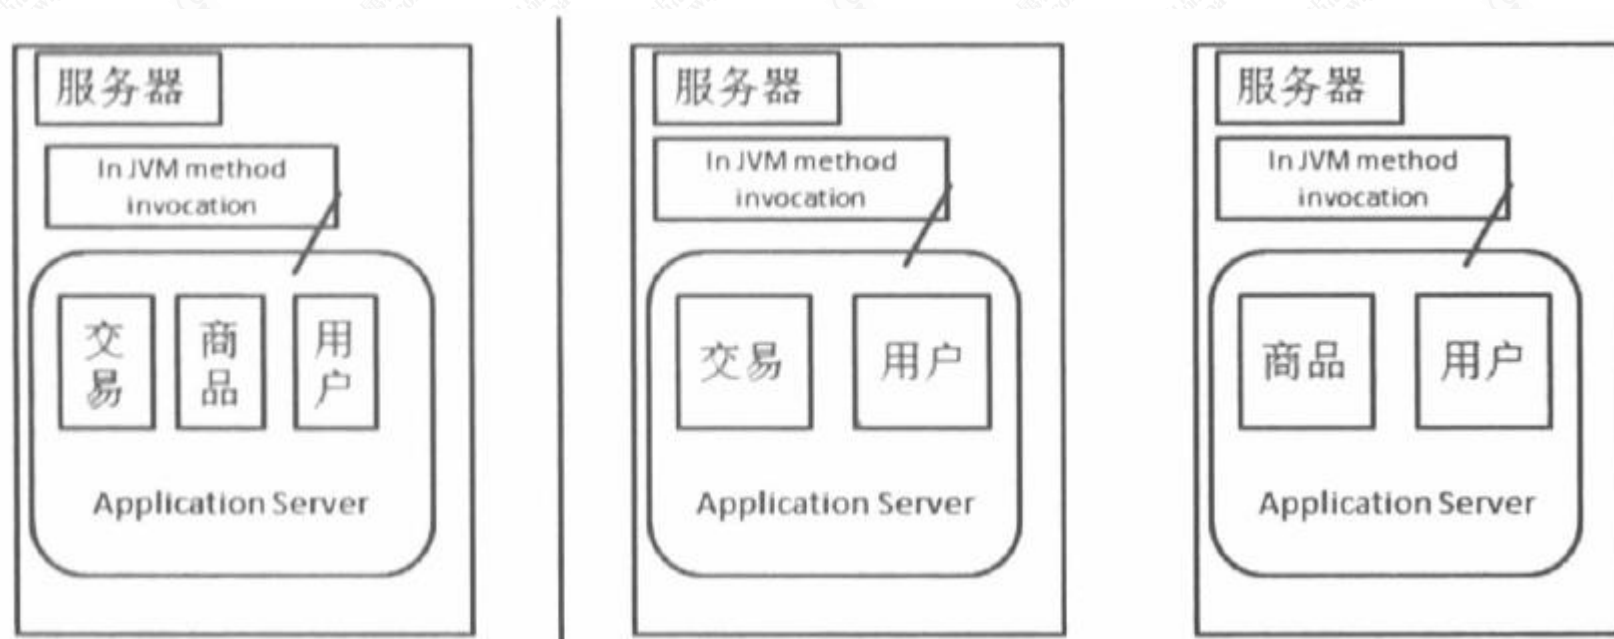 服务器
In JVM method
invocation
交易
商品
用户
Application Server
服务器
In JVM method
invocation
交易
用户
Application Server
服务器
In JVM method
invocation
商品
用户
Application Server